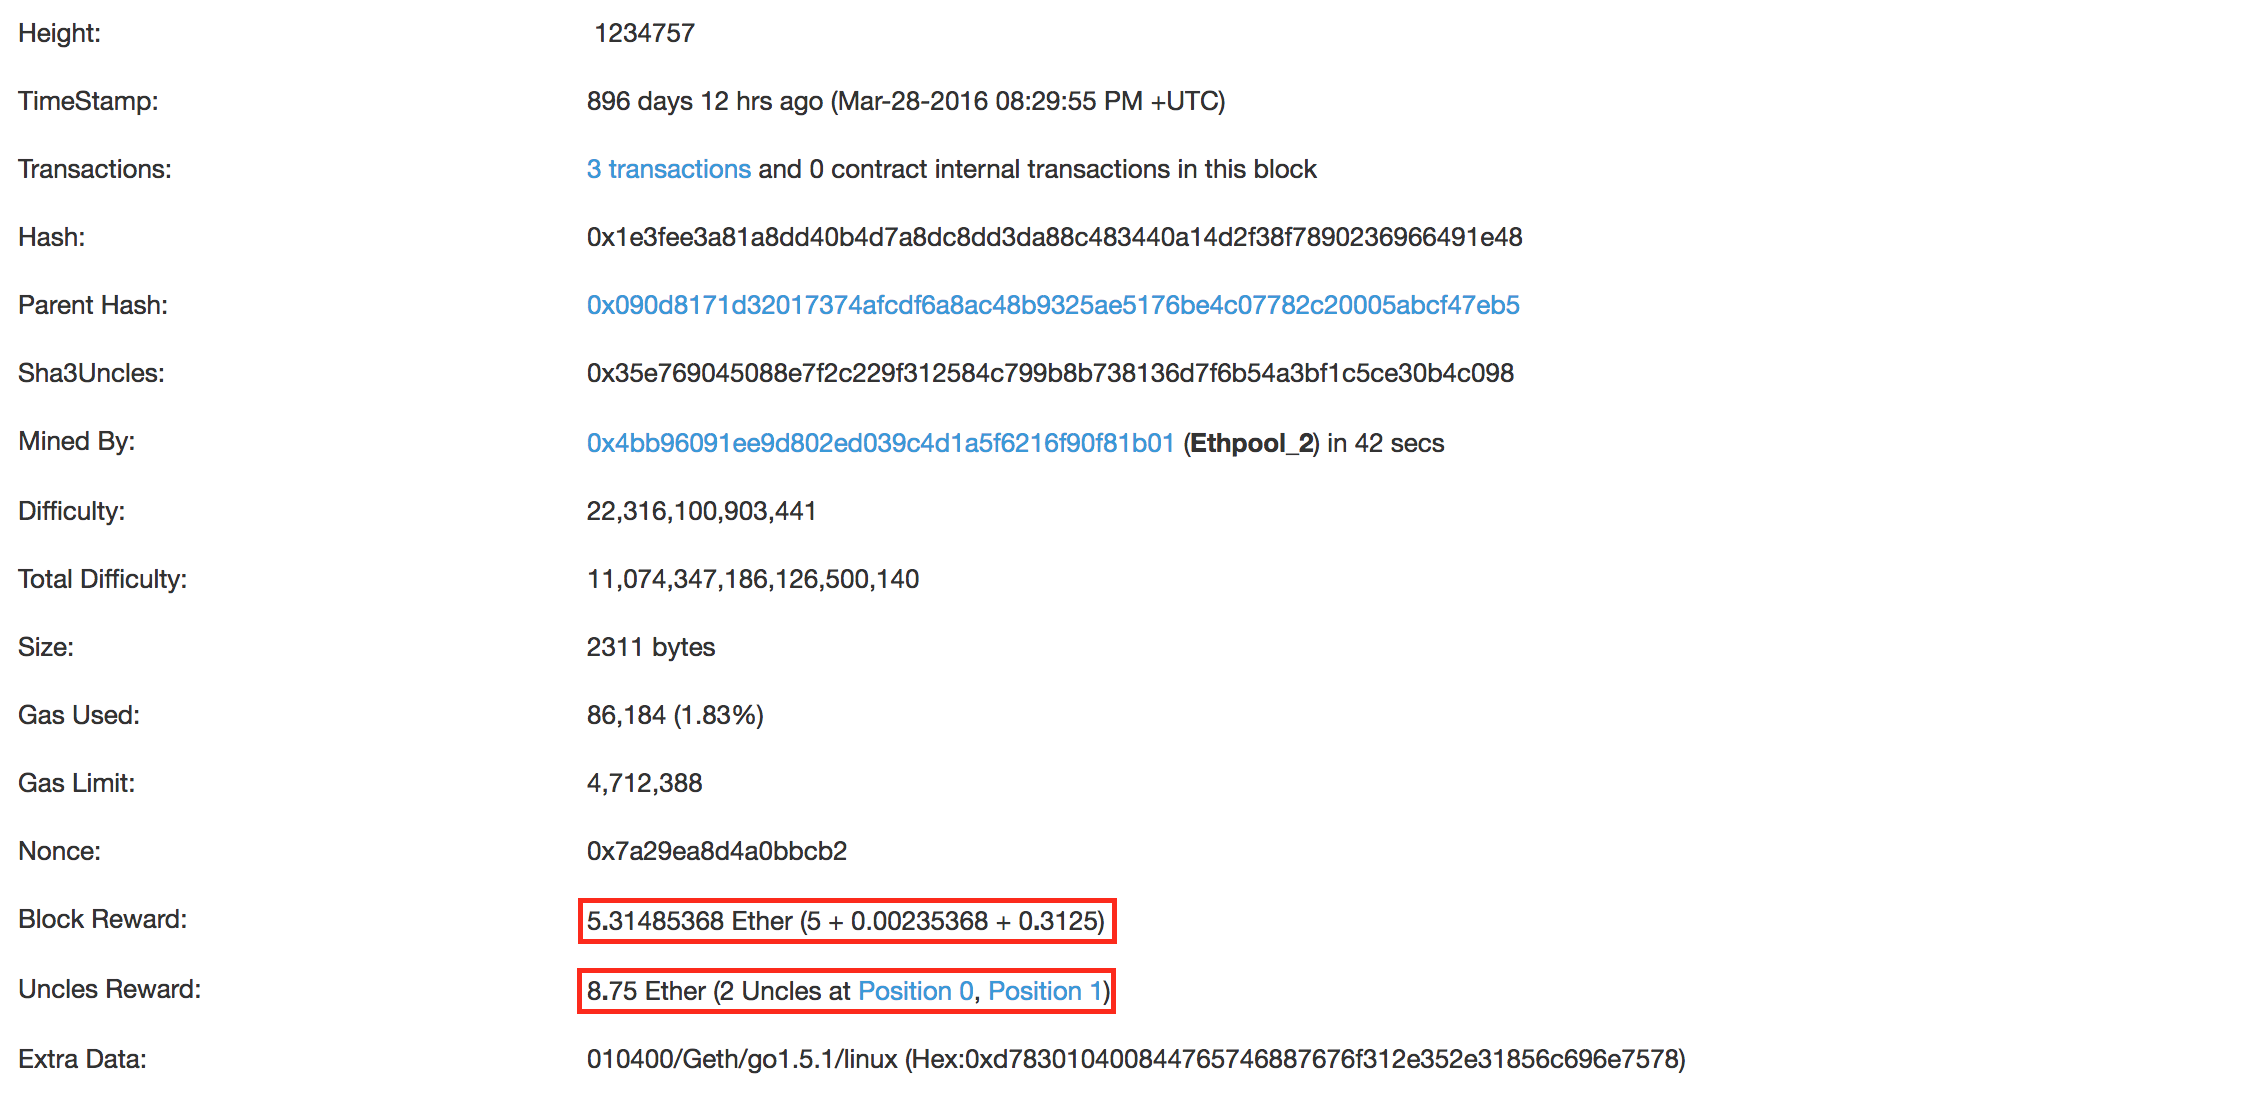 Height: 1234757
TimeStamp: 896 days 12 hrs ago (Mar-28-2016 08:29:55 PM +UTC)
Transactions: 3 transactions and 0 contract internal transactions in this block
Hash: 0x1e3fee3a81a8dd40b4d7a8dc8dd3da88c483440a14d2f38f7890236966491e48
Parent Hash: 0x090d8171d32017374afcdf6a8ac48b9325ae5176be4c07782c20005abcf47eb5
Sha3Uncles: 0x35e769045088e7f2c229f312584c799b8b738136d7f6b54a3bf1c5ce30b4c098
Mined By: 0x4bb96091ee9d802ed039c4d1a5f6216f90f81b01 (Ethpool_2) in 42 secs
Difficulty: 22,316,100,903,441
Total Difficulty: 11,074,347,186,126,500,140
Size: 2311 bytes
Gas Used: 86,184 (1.83%)
Gas Limit: 4,712,388
Nonce: 0x7a29ea8d4a0bbcb2
Block Reward: 5.31485368 Ether (5 + 0.00235368 + 0.3125)
Uncles Reward: 8.75 Ether (2 Uncles at Position 0, Position 1)
Extra Data: 010400/Geth/go1.5.1/linux (Hex:0xd783010400844765746887676f312e352e31856c696e7578)